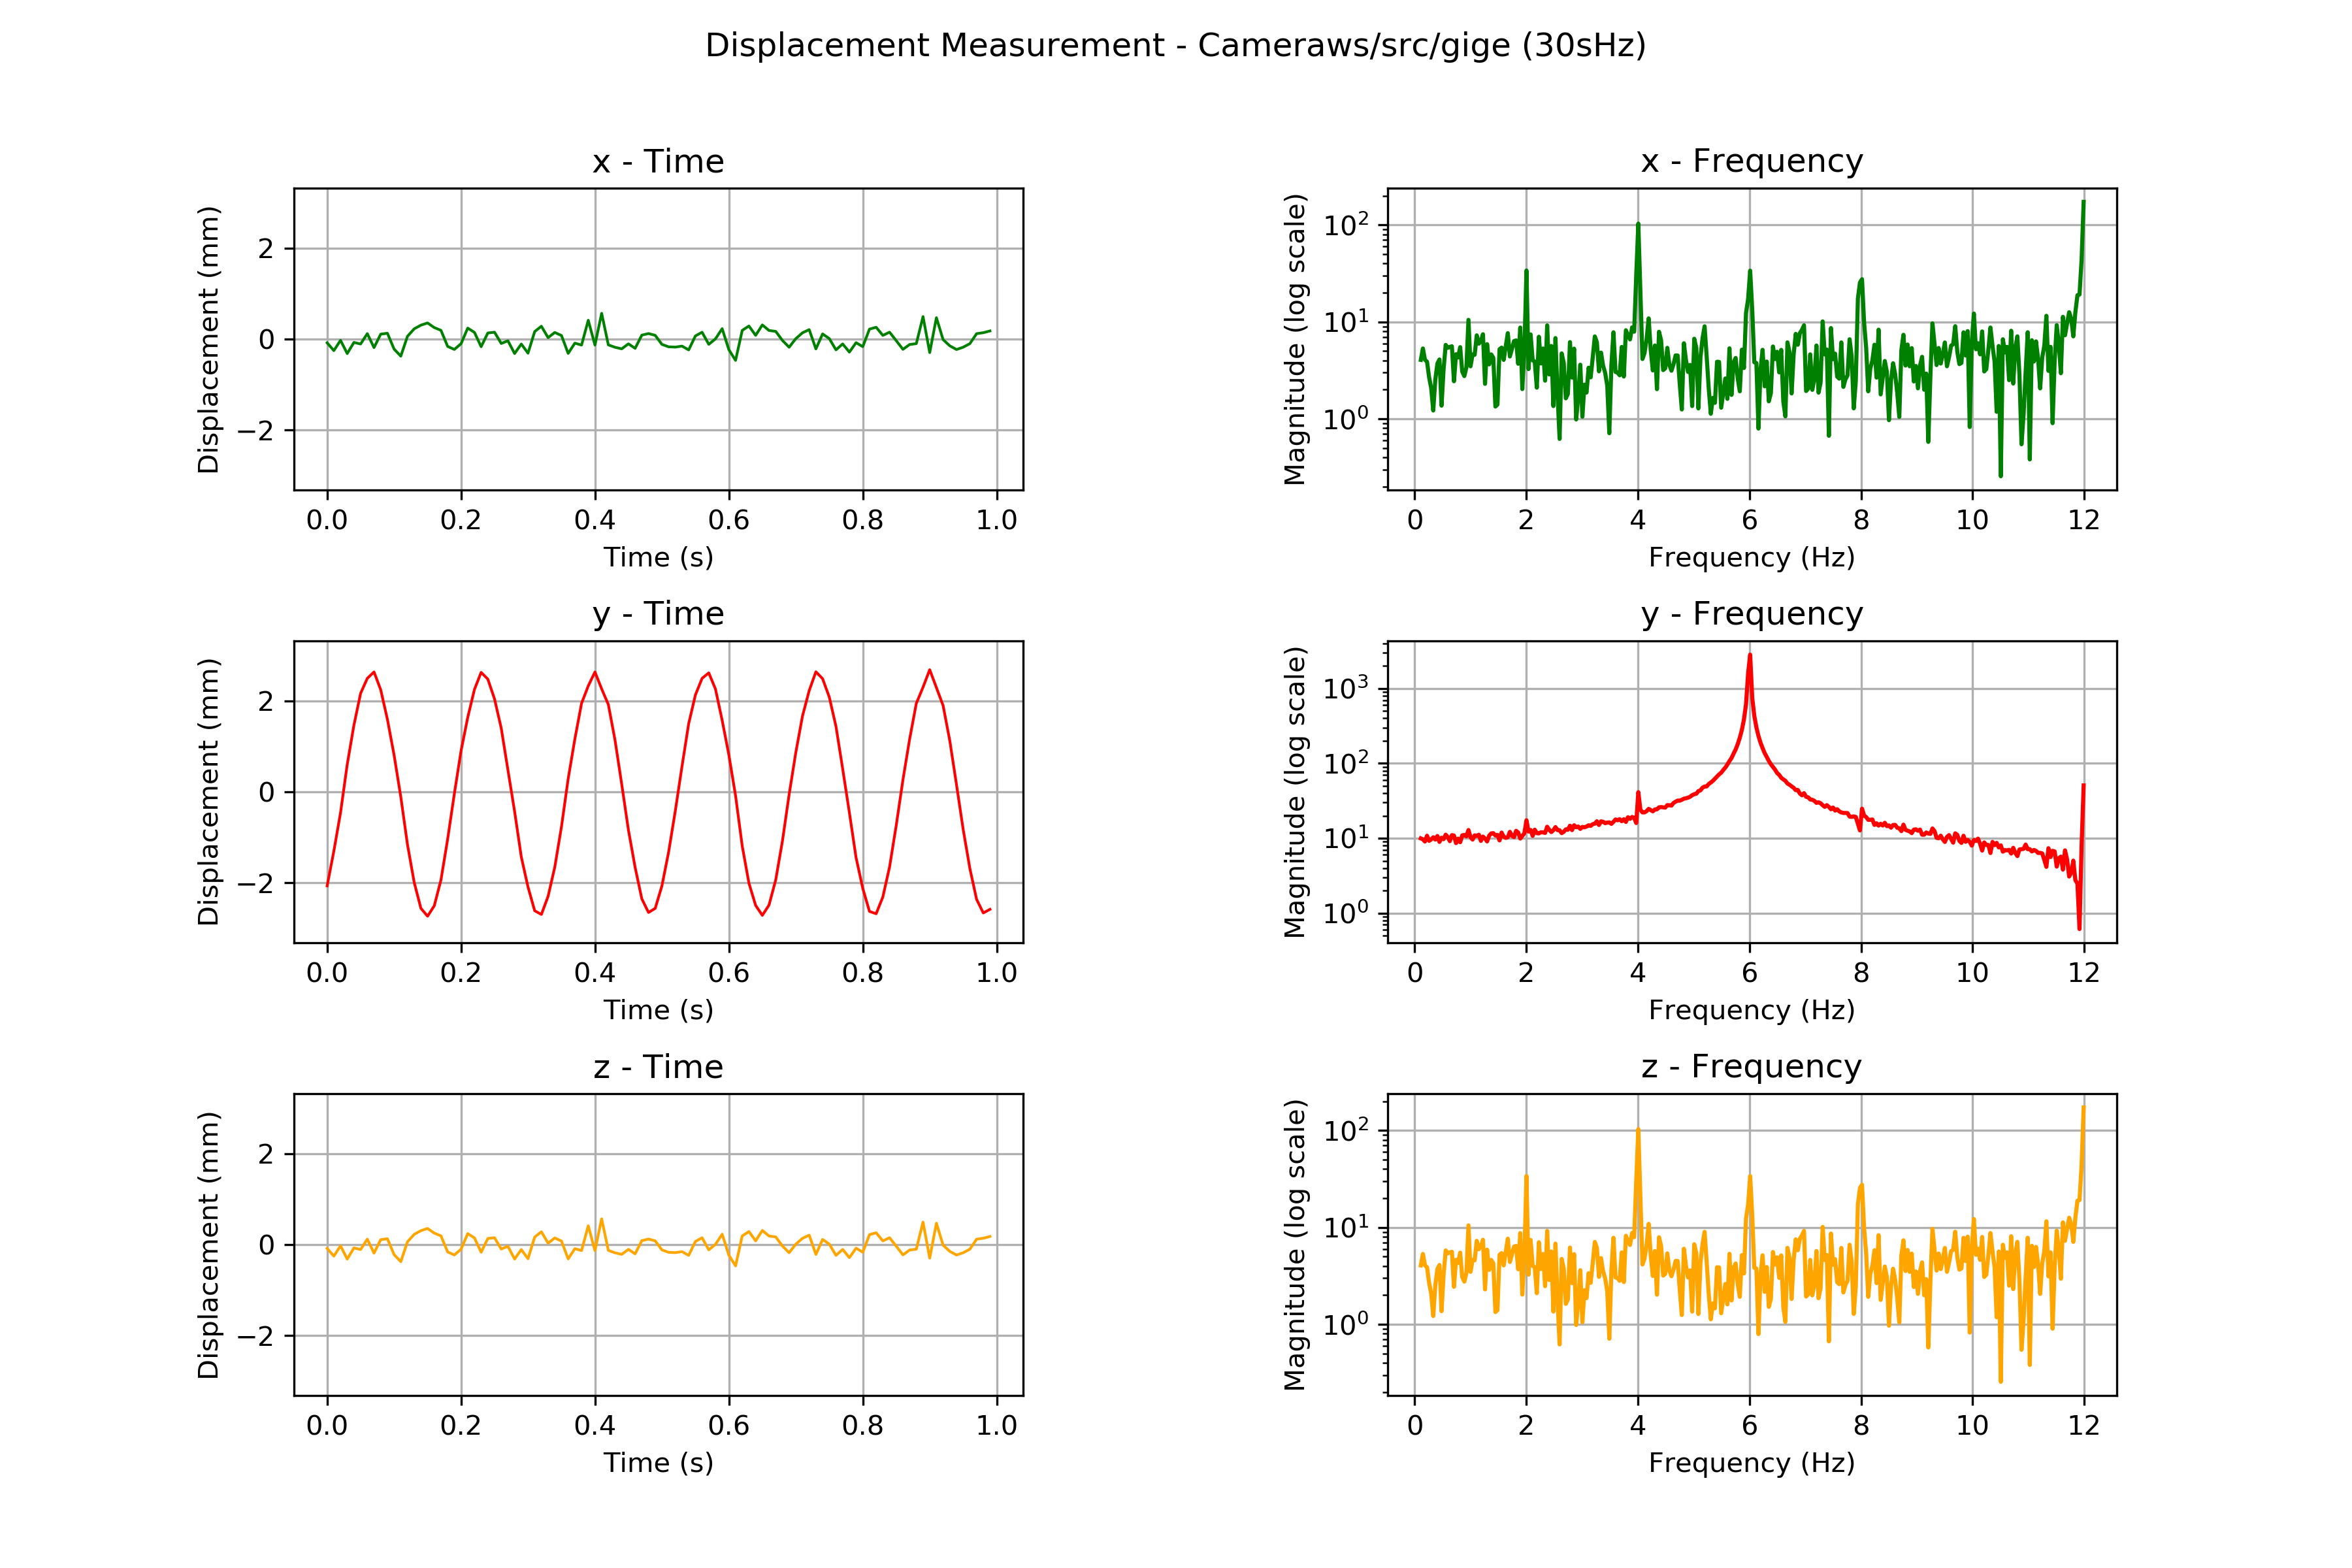 Displacement Measurement - Cameraws/src/gige (30sHz)
x - Time
Displacement (mm)
2
0
−2
0.0 0.2 0.4 0.6 0.8 1.0
Time (s)
x - Frequency
Magnitude (log scale)
10²
10¹
10⁰
0 2 4 6 8 10 12
Frequency (Hz)
y - Time
Displacement (mm)
2
0
−2
0.0 0.2 0.4 0.6 0.8 1.0
Time (s)
y - Frequency
Magnitude (log scale)
10³
10²
10¹
10⁰
0 2 4 6 8 10 12
Frequency (Hz)
z - Time
Displacement (mm)
2
0
−2
0.0 0.2 0.4 0.6 0.8 1.0
Time (s)
z - Frequency
Magnitude (log scale)
10²
10¹
10⁰
0 2 4 6 8 10 12
Frequency (Hz)